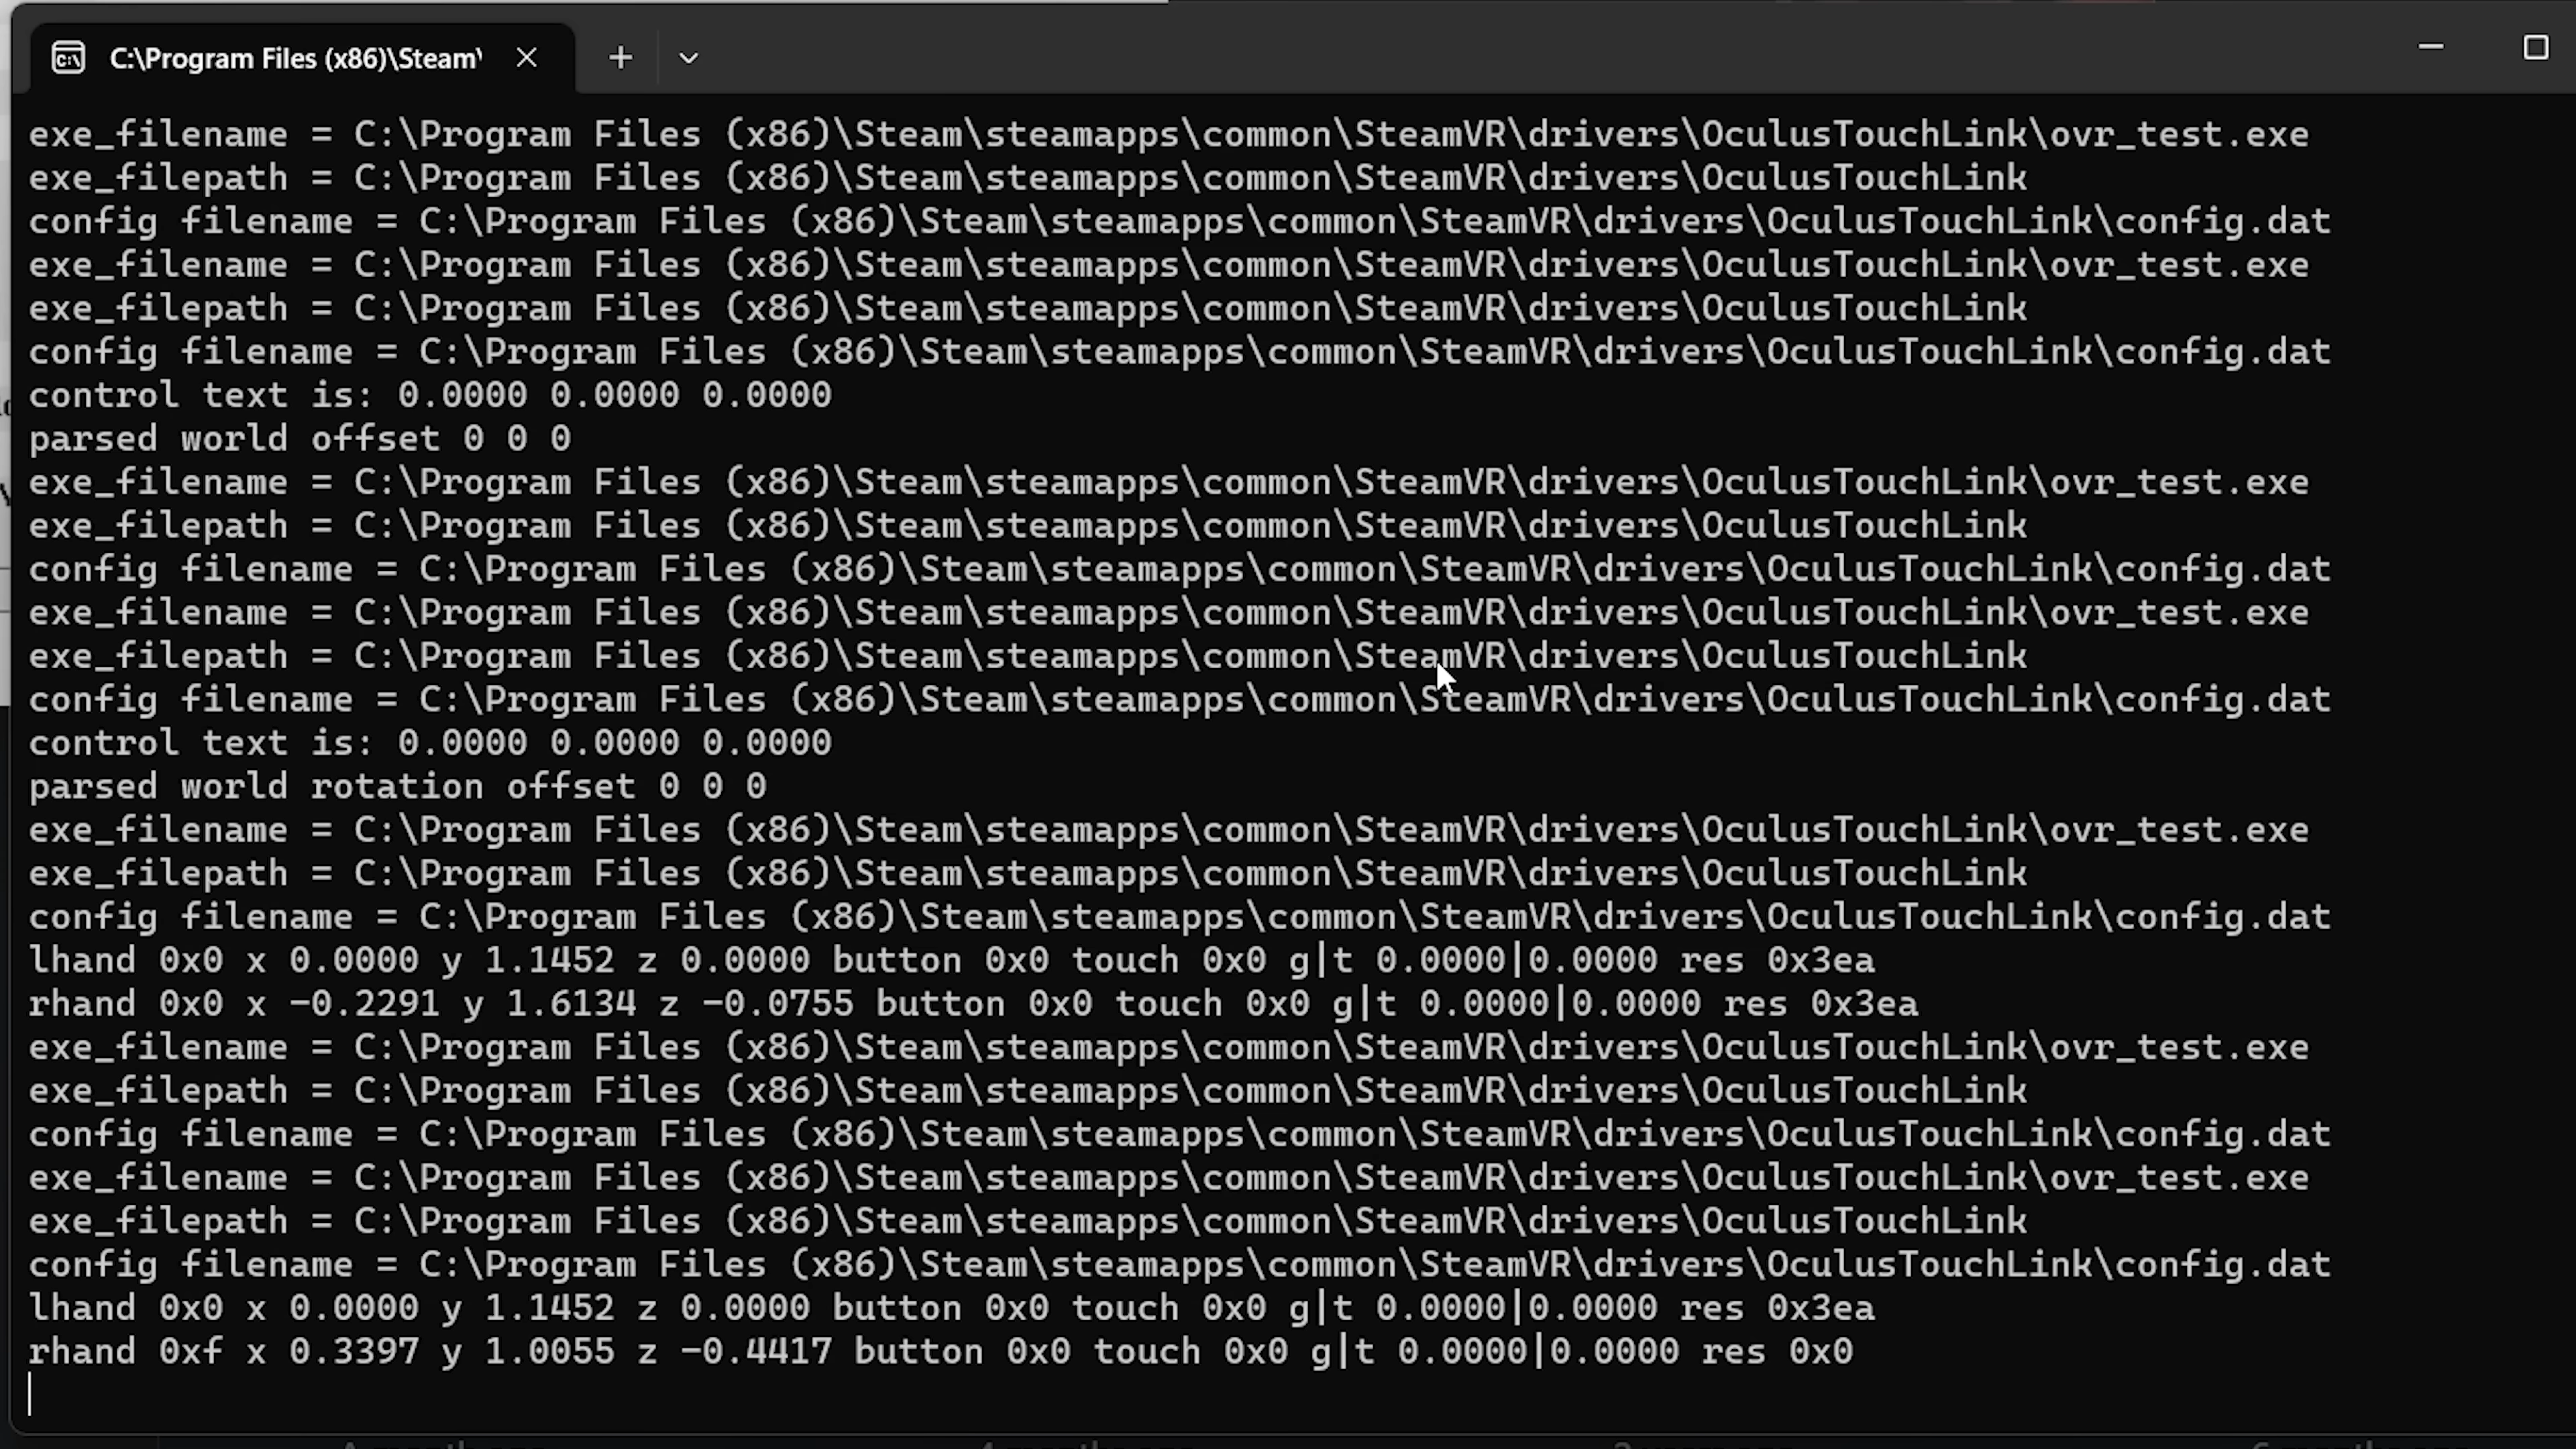 C:\Program Files (x86)\Steam\
exe_filename = C:\Program Files (x86)\Steam\steamapps\common\SteamVR\drivers\OculusTouchLink\ovr_test.exe
exe_filepath = C:\Program Files (x86)\Steam\steamapps\common\SteamVR\drivers\OculusTouchLink
config filename = C:\Program Files (x86)\Steam\steamapps\common\SteamVR\drivers\OculusTouchLink\config.dat
exe_filename = C:\Program Files (x86)\Steam\steamapps\common\SteamVR\drivers\OculusTouchLink\ovr_test.exe
exe_filepath = C:\Program Files (x86)\Steam\steamapps\common\SteamVR\drivers\OculusTouchLink
config filename = C:\Program Files (x86)\Steam\steamapps\common\SteamVR\drivers\OculusTouchLink\config.dat
control text is: 0.0000 0.0000 0.0000
parsed world offset 0 0 0
exe_filename = C:\Program Files (x86)\Steam\steamapps\common\SteamVR\drivers\OculusTouchLink\ovr_test.exe
exe_filepath = C:\Program Files (x86)\Steam\steamapps\common\SteamVR\drivers\OculusTouchLink
config filename = C:\Program Files (x86)\Steam\steamapps\common\SteamVR\drivers\OculusTouchLink\config.dat
exe_filename = C:\Program Files (x86)\Steam\steamapps\common\SteamVR\drivers\OculusTouchLink\ovr_test.exe
exe_filepath = C:\Program Files (x86)\Steam\steamapps\common\SteamVR\drivers\OculusTouchLink
config filename = C:\Program Files (x86)\Steam\steamapps\common\SteamVR\drivers\OculusTouchLink\config.dat
control text is: 0.0000 0.0000 0.0000
parsed world rotation offset 0 0 0
exe_filename = C:\Program Files (x86)\Steam\steamapps\common\SteamVR\drivers\OculusTouchLink\ovr_test.exe
exe_filepath = C:\Program Files (x86)\Steam\steamapps\common\SteamVR\drivers\OculusTouchLink
config filename = C:\Program Files (x86)\Steam\steamapps\common\SteamVR\drivers\OculusTouchLink\config.dat
lhand 0x0 x 0.0000 y 1.1452 z 0.0000 button 0x0 touch 0x0 g|t 0.0000|0.0000 res 0x3ea
rhand 0x0 x -0.2291 y 1.6134 z -0.0755 button 0x0 touch 0x0 g|t 0.0000|0.0000 res 0x3ea
exe_filename = C:\Program Files (x86)\Steam\steamapps\common\SteamVR\drivers\OculusTouchLink\ovr_test.exe
exe_filepath = C:\Program Files (x86)\Steam\steamapps\common\SteamVR\drivers\OculusTouchLink
config filename = C:\Program Files (x86)\Steam\steamapps\common\SteamVR\drivers\OculusTouchLink\config.dat
exe_filename = C:\Program Files (x86)\Steam\steamapps\common\SteamVR\drivers\OculusTouchLink\ovr_test.exe
exe_filepath = C:\Program Files (x86)\Steam\steamapps\common\SteamVR\drivers\OculusTouchLink
config filename = C:\Program Files (x86)\Steam\steamapps\common\SteamVR\drivers\OculusTouchLink\config.dat
lhand 0x0 x 0.0000 y 1.1452 z 0.0000 button 0x0 touch 0x0 g|t 0.0000|0.0000 res 0x3ea
rhand 0xf x 0.3397 y 1.0055 z -0.4417 button 0x0 touch 0x0 g|t 0.0000|0.0000 res 0x0